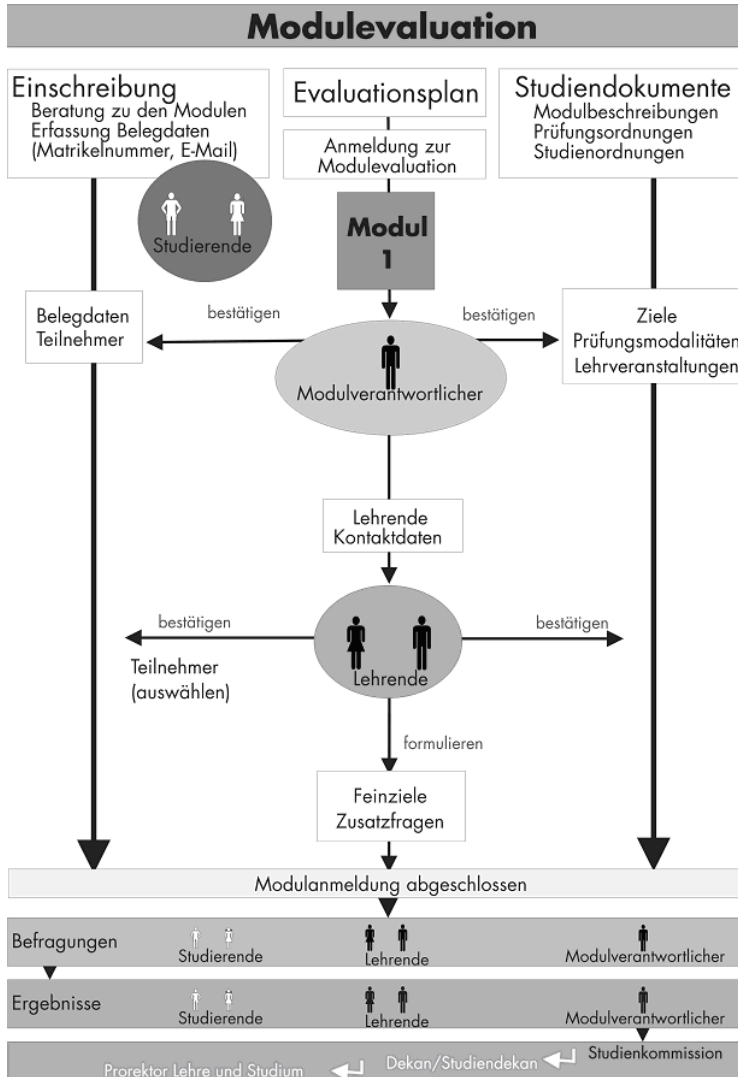 Modulevaluation
Einschreibung
Beratung zu den Modulen
Erfassung Belegdaten
(Matrikelnummer, E-Mail)
Studierende
Evaluationsplan
Anmeldung zur
Modulevaluation
Modul
1
Studiendokumente
Modulbeschreibungen
Prüfungsordnungen
Studienordnungen
bestätigen
bestätigen
Belegdaten
Teilnehmer
Modulverantwortlicher
Ziele
Prüfungsmodalitäten
Lehrveranstaltungen
Lehrende
Kontaktdaten
bestätigen
bestätigen
Teilnehmer
(auswählen)
Lehrende
formulieren
Feinziele
Zusatzfragen
Modulanmeldung abgeschlossen
Befragungen
Studierende
Lehrende
Modulverantwortlicher
Ergebnisse
Studierende
Lehrende
Modulverantwortlicher
Studienkommission
Dekan/Studiendekan
Prorektor Lehre und Studium